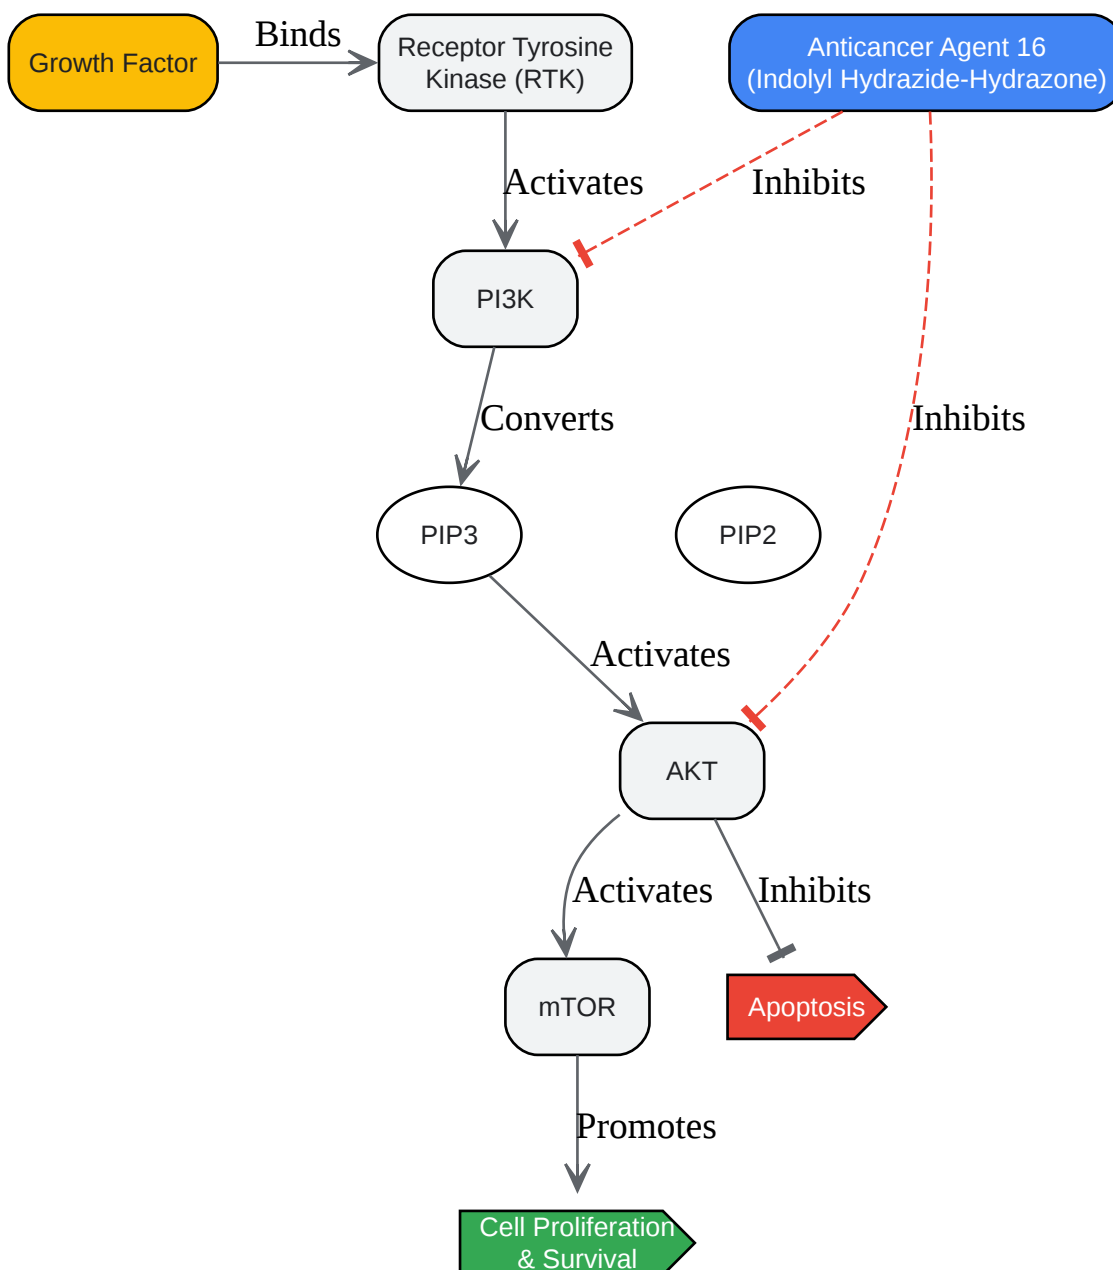 Growth Factor
Binds
Receptor Tyrosine
Kinase (RTK)
Anticancer Agent 16
(Indolyl Hydrazide-Hydrazone)
Activates
Inhibits
PI3K
Converts
Inhibits
PIP3
PIP2
Activates
AKT
Activates
Inhibits
mTOR
Apoptosis
Promotes
Cell Proliferation
& Survival